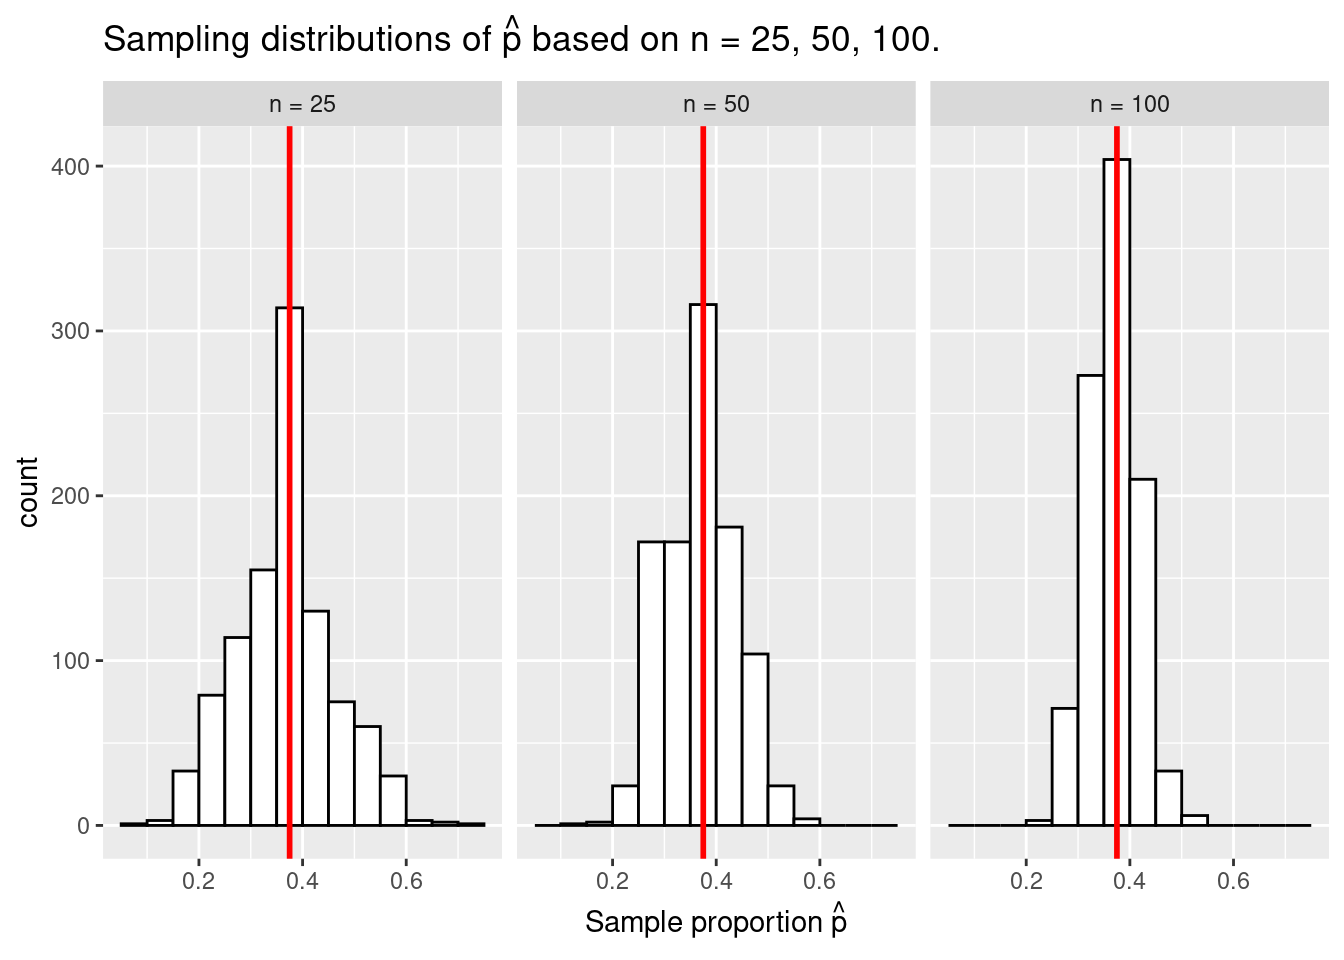 Sampling distributions of p̂ based on n = 25, 50, 100.
n = 25
n = 50
n = 100
400
300
200
100
0
count
0.2 0.4 0.6
0.2 0.4 0.6
0.2 0.4 0.6
Sample proportion p̂